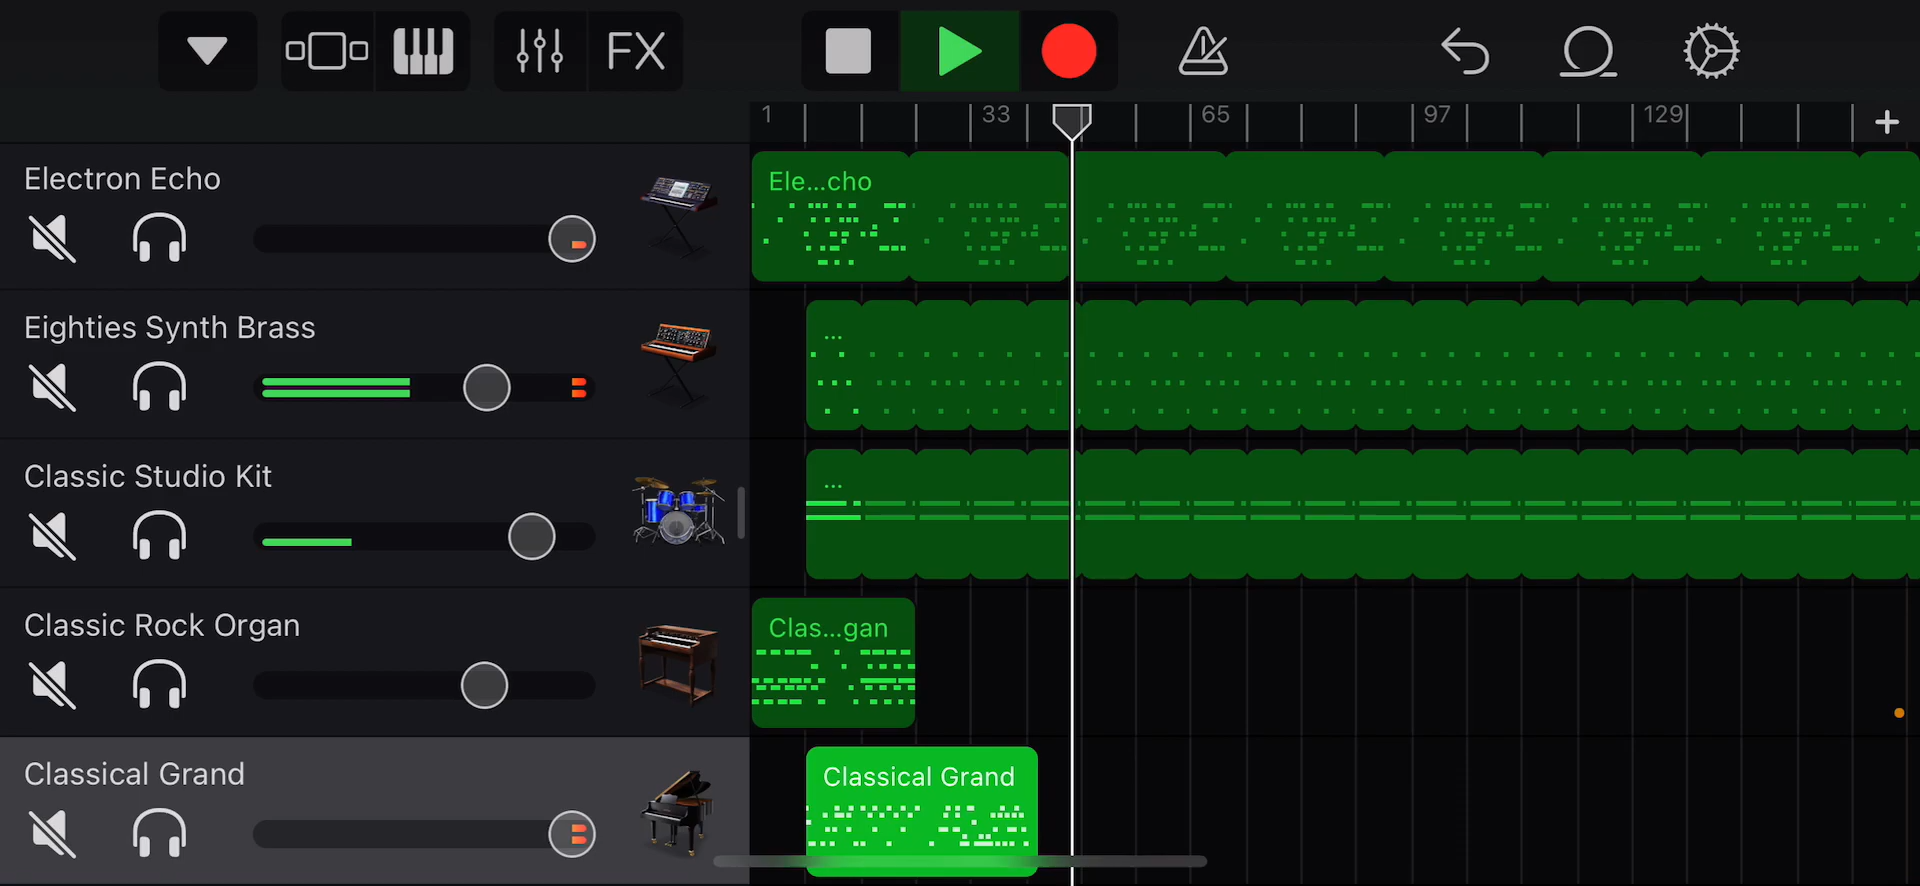 FX
1 33 65 97 129
Electron Echo
Ele...cho
Eighties Synth Brass
...
Classic Studio Kit
...
Classic Rock Organ
Clas...gan
Classical Grand
Classical Grand